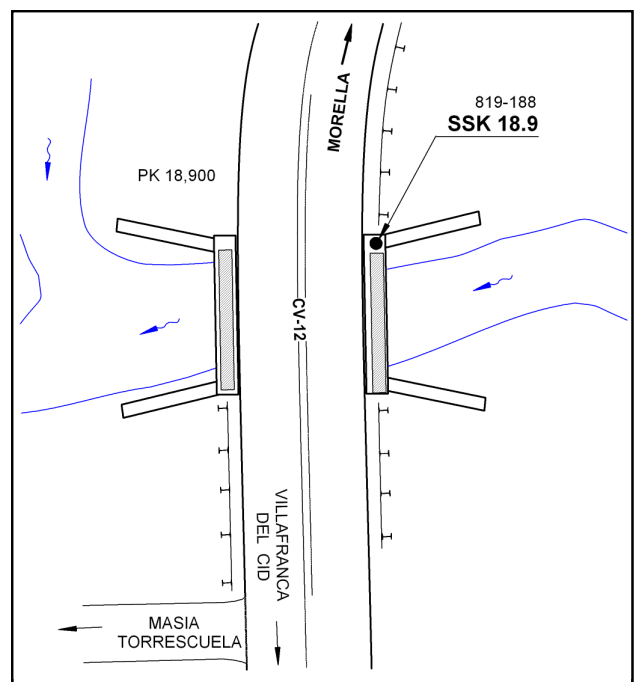 819-188
SSK 18.9
MORELLA
PK 18,900
CV-12
VILLAFRANCA
DEL CID
MASIA
TORRESCUELA